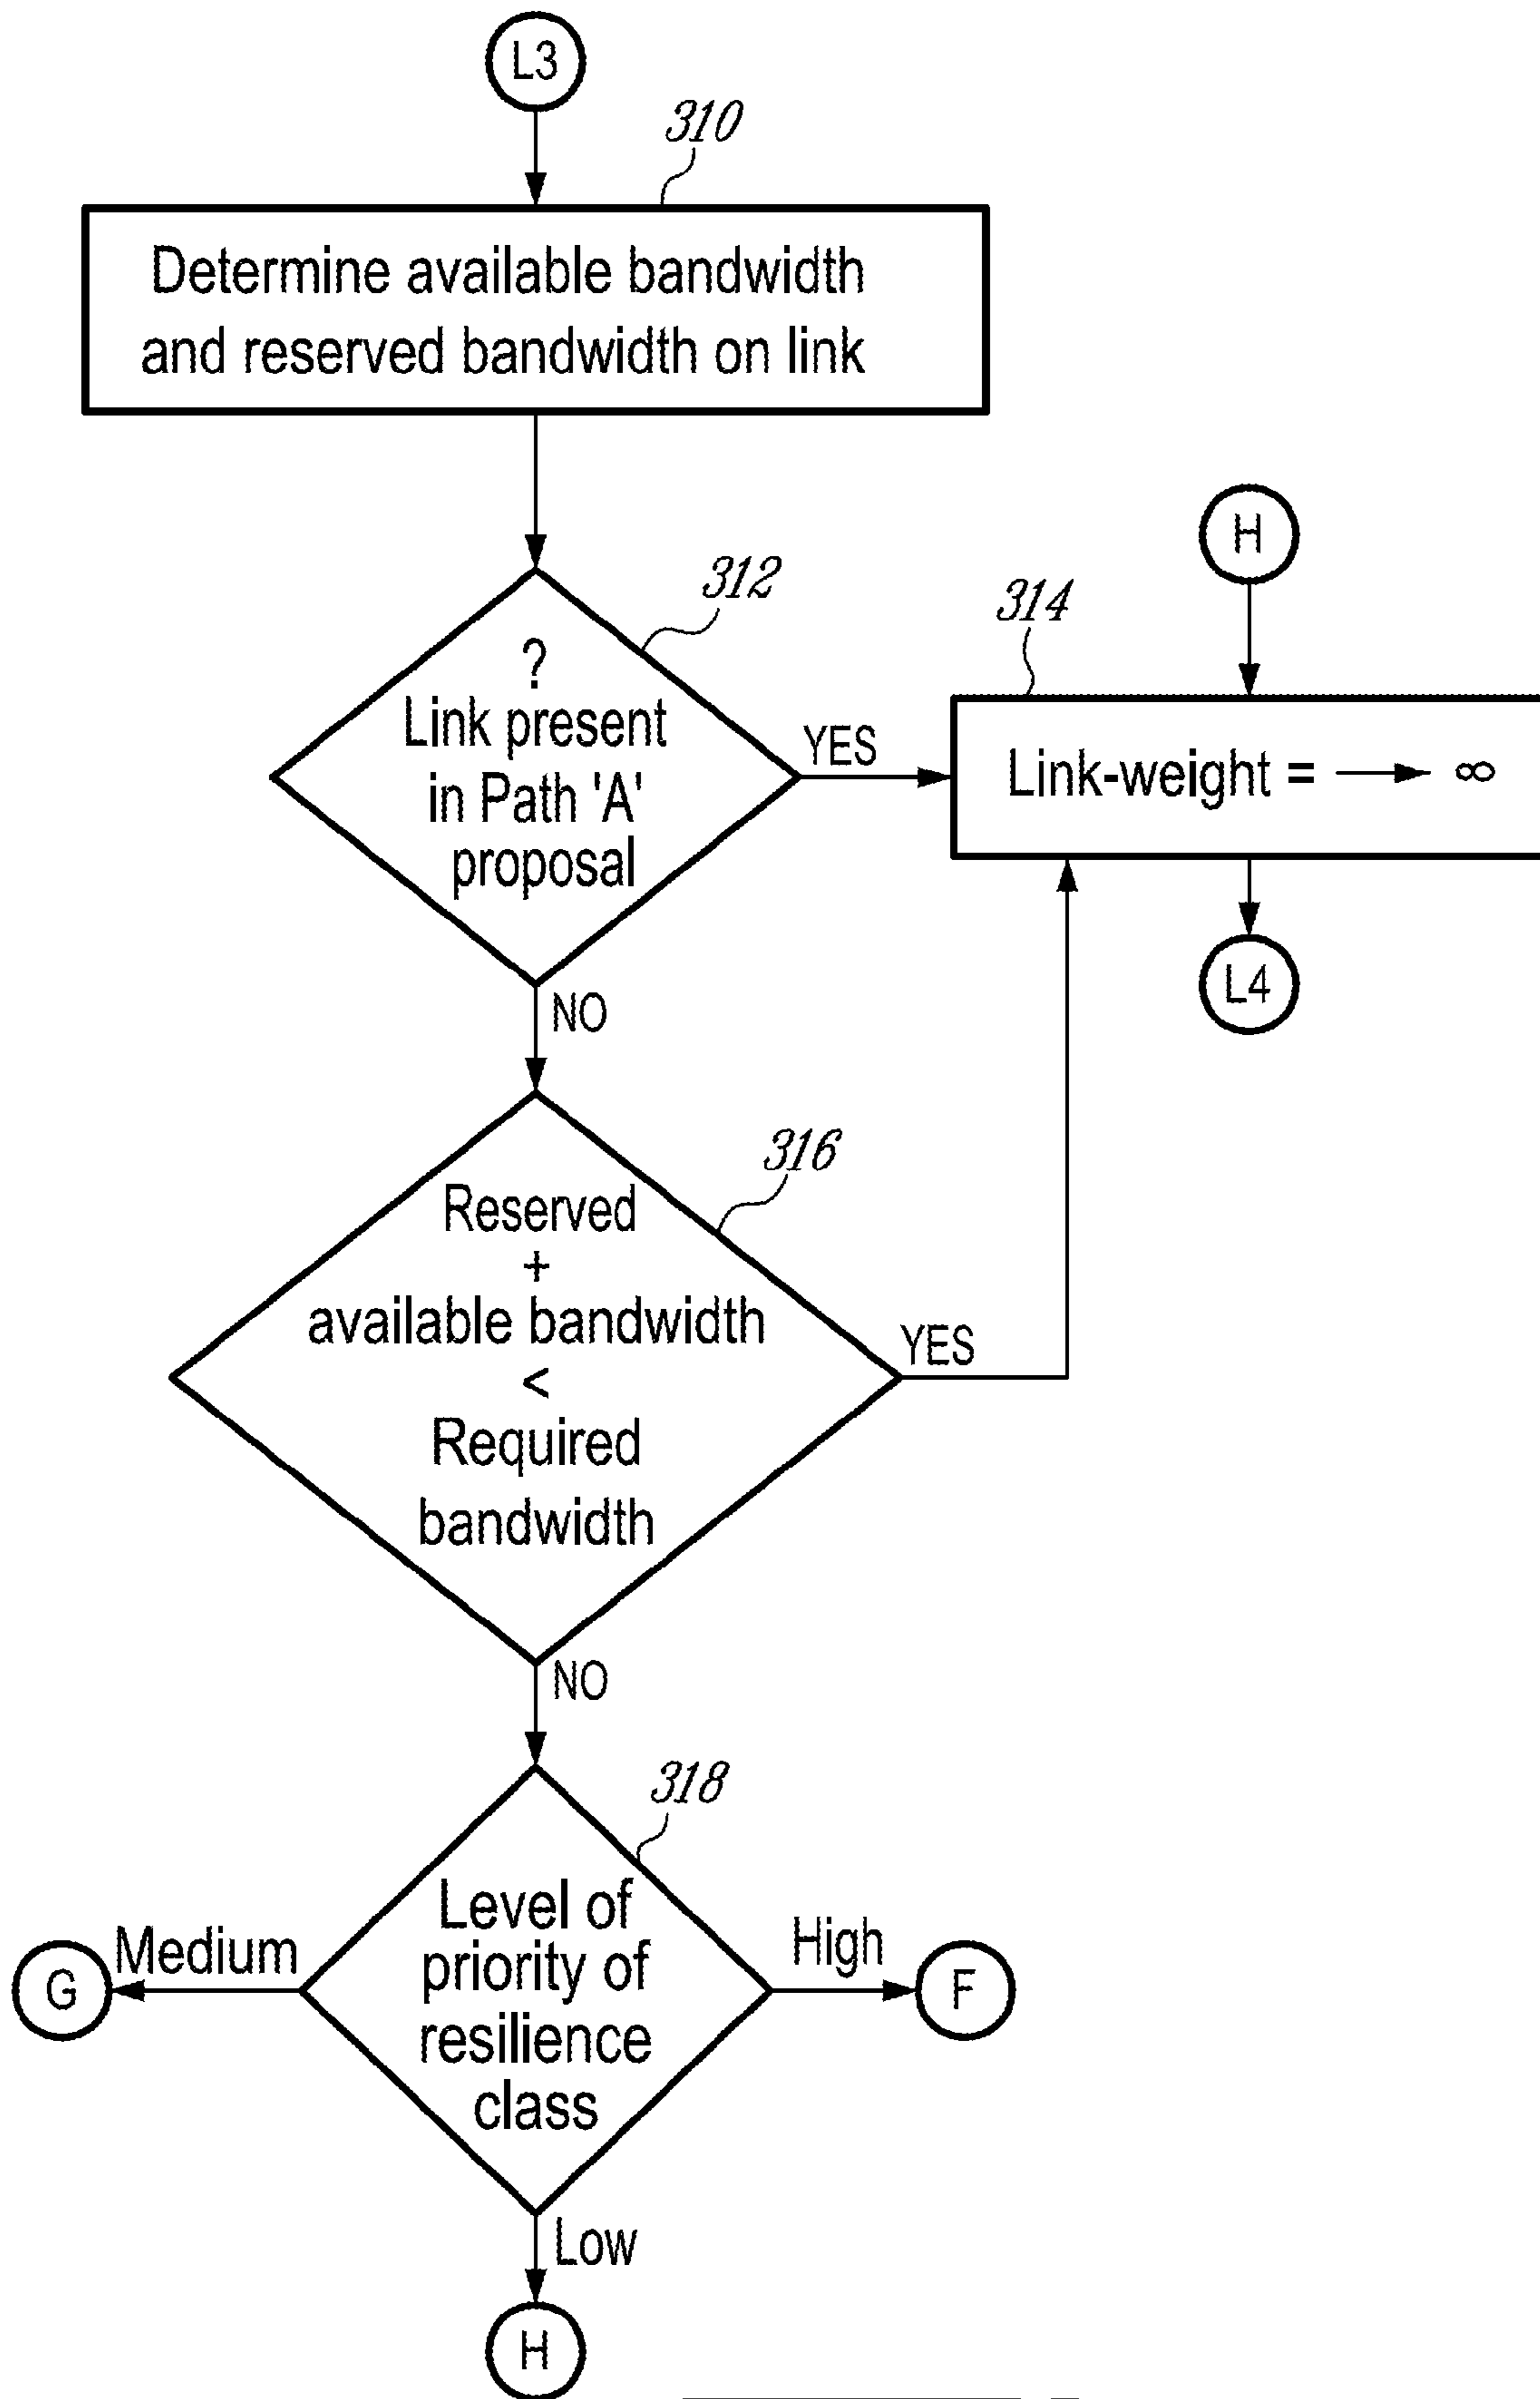 L3
310
Determine available bandwidth
and reserved bandwidth on link
312
?
Link present
in Path 'A'
proposal
YES
NO
H
314
Link-weight = → ∞
L4
316
Reserved
+
available bandwidth
<
Required
bandwidth
YES
NO
318
Level of
priority of
resilience
class
Medium
G
High
F
Low
H